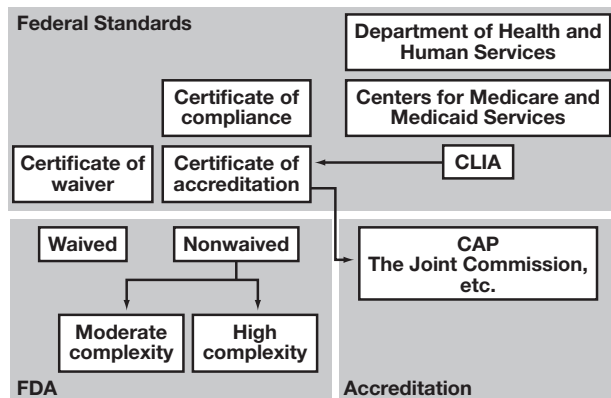 Federal Standards
Department of Health and
Human Services
Certificate of
compliance
Centers for Medicare and
Medicaid Services
Certificate of
waiver
Certificate of
accreditation
CLIA
Waived
Nonwaived
Moderate
complexity
High
complexity
FDA
CAP
The Joint Commission,
etc.
Accreditation